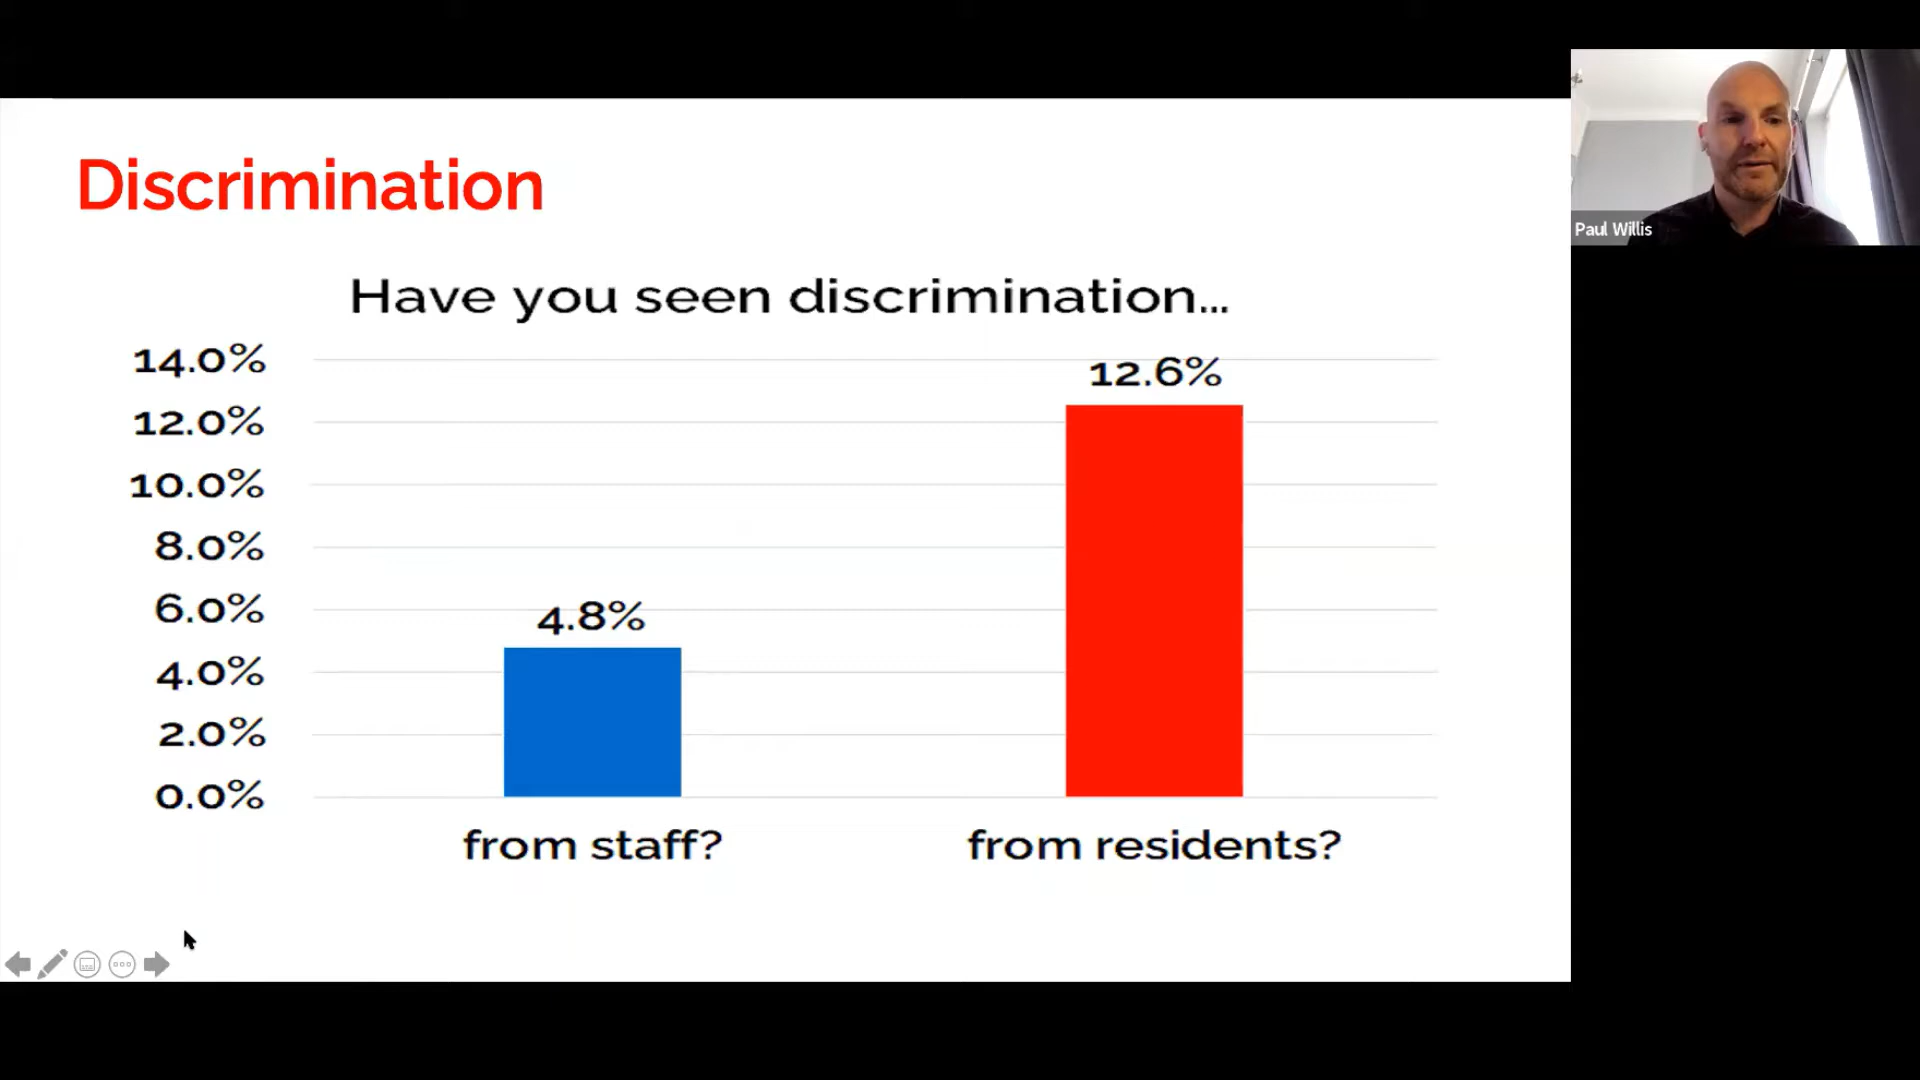 Discrimination
Have you seen discrimination...
14.0%
12.0%
10.0%
8.0%
6.0%
4.0%
2.0%
0.0%
4.8%
12.6%
from staff?
from residents?
Paul Willis